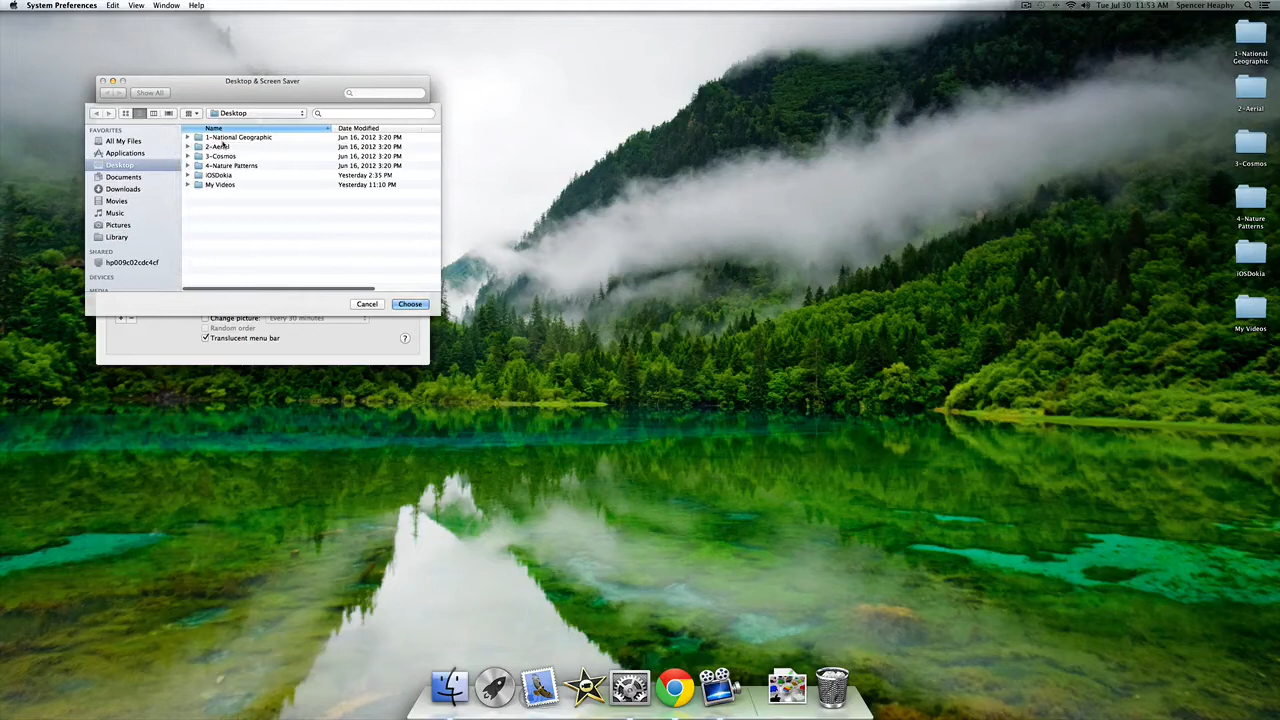 System Preferences Edit View Window Help
Tue Jul 30 11:53 AM Spencer Heaphy
Desktop & Screen Saver
Show All
Desktop
FAVORITES
All My Files
Applications
Desktop
Documents
Downloads
Movies
Music
Pictures
Library
SHARED
hp009c02cdc4cf
DEVICES
Name Date Modified
1-National Geographic Jun 16, 2012 3:20 PM
2-Aerial Jun 16, 2012 3:20 PM
3-Cosmos Jun 16, 2012 3:20 PM
4-Nature Patterns Jun 16, 2012 3:20 PM
iOSDokia Yesterday 2:35 PM
My Videos Yesterday 11:10 PM
Cancel Choose
Change picture: Every 30 minutes
Random order
Translucent menu bar
?
1-National
Geographic
2-Aerial
3-Cosmos
4-Nature
Patterns
iOSDokia
My Videos